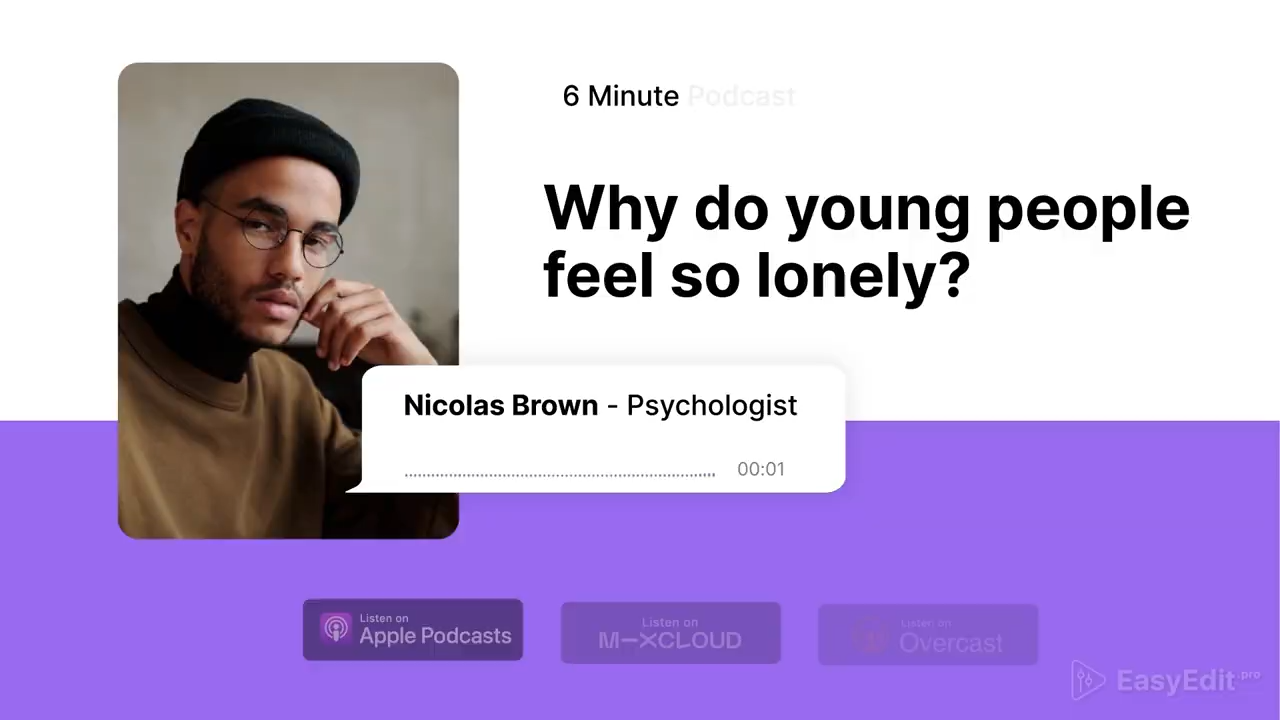 6 Minute Podcast
Why do young people
feel so lonely?
Nicolas Brown - Psychologist
00:01
Listen on
Apple Podcasts
Listen on
M–XCLOUD
Listen on
Overcast
EasyEdit.pro